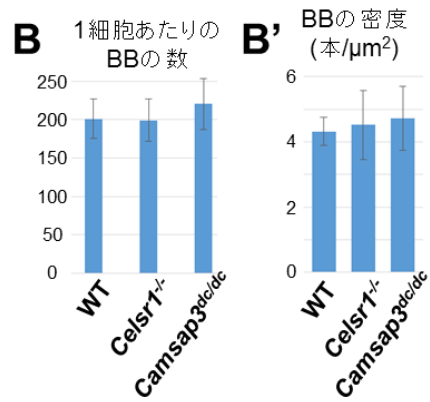 B
1細胞あたりの
BBの 数
250
200
150
100
50
0
WT
Celsr1-/-
Camsap3dc/dc
B'
BBの 密度
(本/μm2)
6
4
2
0
WT
Celsr1-/-
Camsap3dc/dc